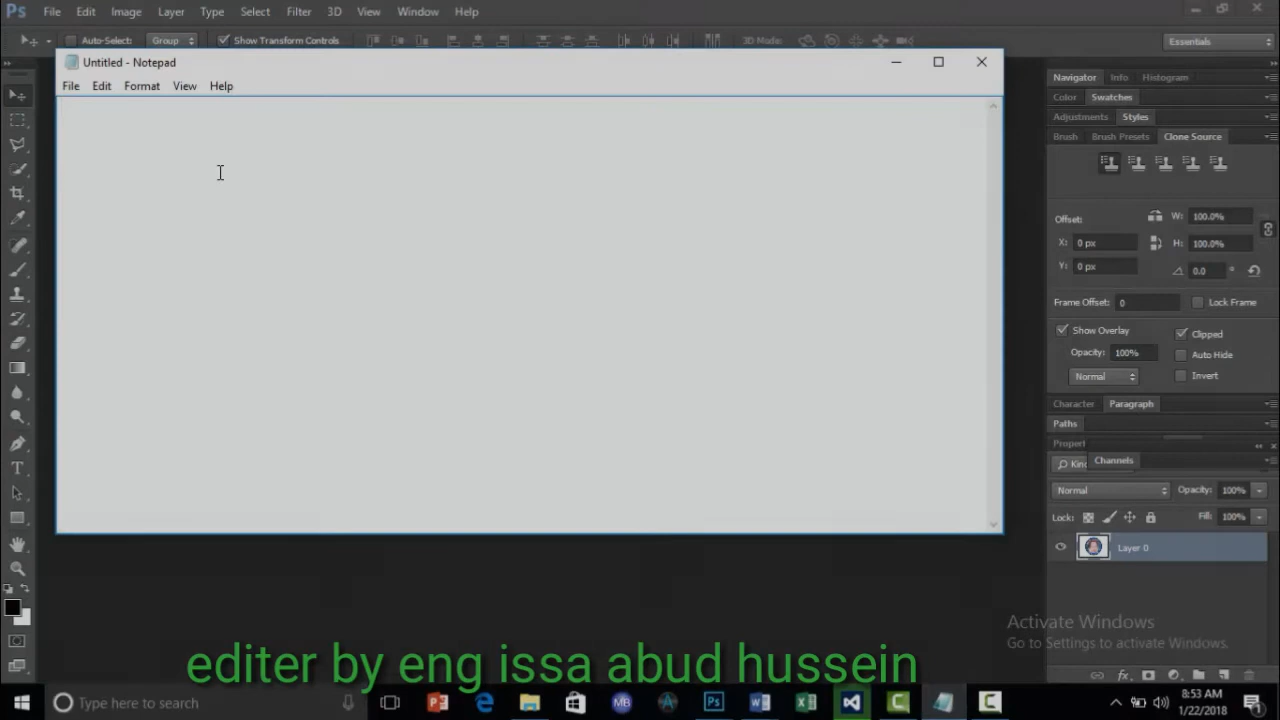 Ps File Edit Image Layer Type Select Filter 3D View Window Help
Auto-Select: Group Show Transform Controls 3D Mode: Essentials
Untitled - Notepad
File Edit Format View Help
Navigator Info Histogram
Color Swatches
Adjustments Styles
Brush Brush Presets Clone Source
Offset: W: 100.0%
X: 0 px H: 100.0%
Y: 0 px 0.0 °
Frame Offset: 0 Lock Frame
Show Overlay Clipped
Opacity: 100% Auto Hide
Normal Invert
Character Paragraph
Paths
Propert
Kinc Channels
Normal Opacity: 100%
Lock: Fill: 100%
Layer 0
Activate Windows
Go to Settings to activate Windows.
editer by eng issa abud hussein
Type here to search
8:53 AM
1/22/2018